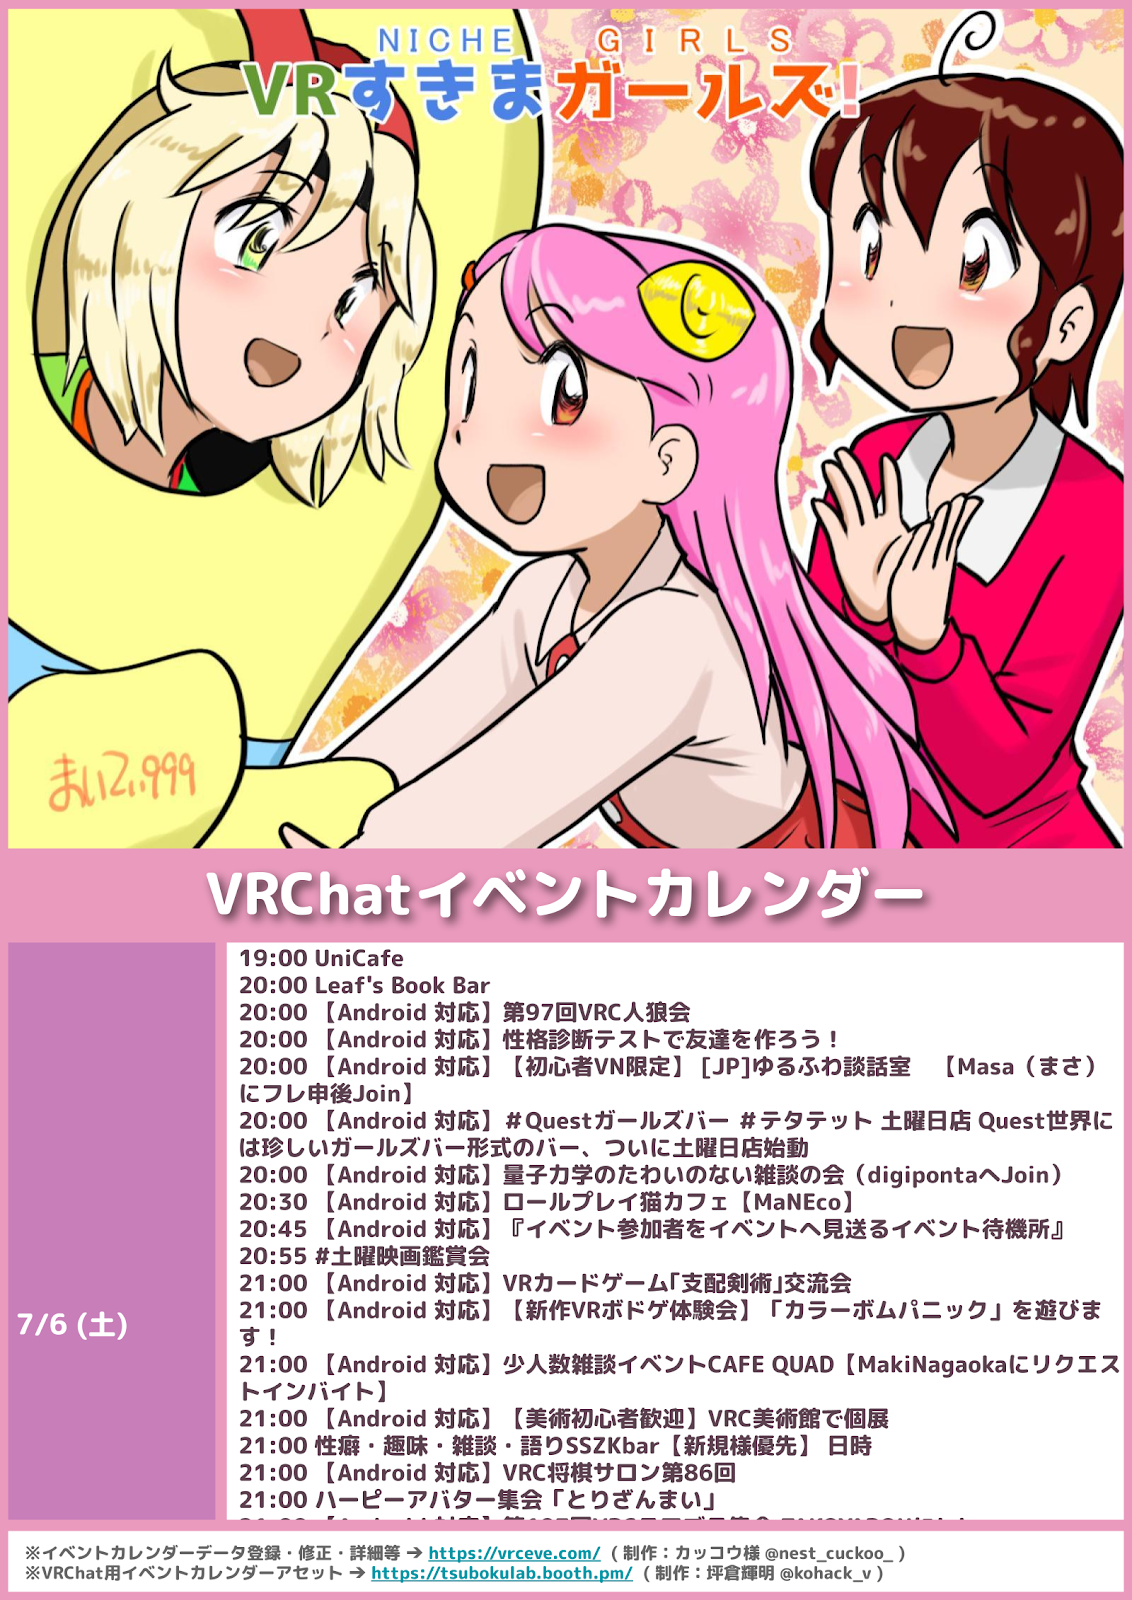 NICHE GIRLS
VRすきまガールズ!
まいてぃ999
VRChatイベントカレンダー
7/6 (土)
19:00 UniCafe
20:00 Leaf's Book Bar
20:00 【Android 対応】第97回VRC人狼会
20:00 【Android 対応】性格診断テストで友達を作ろう！
20:00 【Android 対応】【初心者VN限定】 [JP]ゆるふわ談話室　【Masa（まさ）
にフレ申後Join】
20:00 【Android 対応】＃Questガールズバー ＃テタテット 土曜日店 Quest世界に
は珍しいガールズバー形式のバー、ついに土曜日店始動
20:00 【Android 対応】量子力学のたわいのない雑談の会（digipontaへJoin）
20:30 【Android 対応】ロールプレイ猫カフェ【MaNEco】
20:45 【Android 対応】『イベント参加者をイベントへ見送るイベント待機所』
20:55 #土曜映画鑑賞会
21:00 【Android 対応】VRカードゲーム｢支配剣術｣交流会
21:00 【Android 対応】【新作VRボドゲ体験会】「カラーボムパニック」を遊びま
す！
21:00 【Android 対応】少人数雑談イベントCAFE QUAD【MakiNagaokaにリクエス
トインバイト】
21:00 【Android 対応】【美術初心者歓迎】VRC美術館で個展
21:00 性癖・趣味・雑談・語りSSZKbar【新規様優先】 日時
21:00 【Android 対応】VRC将棋サロン第86回
21:00 ハーピーアバター集会「とりざんまい」
※イベントカレンダーデータ登録・修正・詳細等 → https://vrceve.com/ ( 制作：カッコウ様 @nest_cuckoo_ )
※VRChat用イベントカレンダーアセット → https://tsubokulab.booth.pm/ ( 制作：坪倉輝明 @kohack_v )